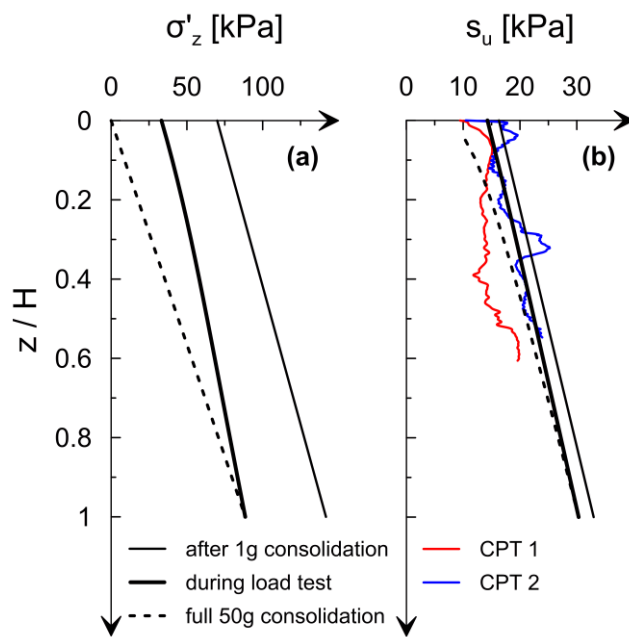 σ'z [kPa]
su [kPa]
0 50 100
0 10 20 30
0
(a)
(b)
0.2
0.4
z / H
0.6
0.8
1
after 1g consolidation
during load test
full 50g consolidation
CPT 1
CPT 2